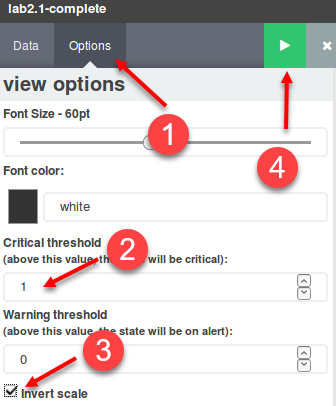 lab2.1-complete
Data Options
view options
Font Size - 60pt
1
4
Font color:
white
Critical threshold
2
(above this value, the will be critical):
1
Warning threshold
(above this value, the state will be on alert):
3
0
Invert scale